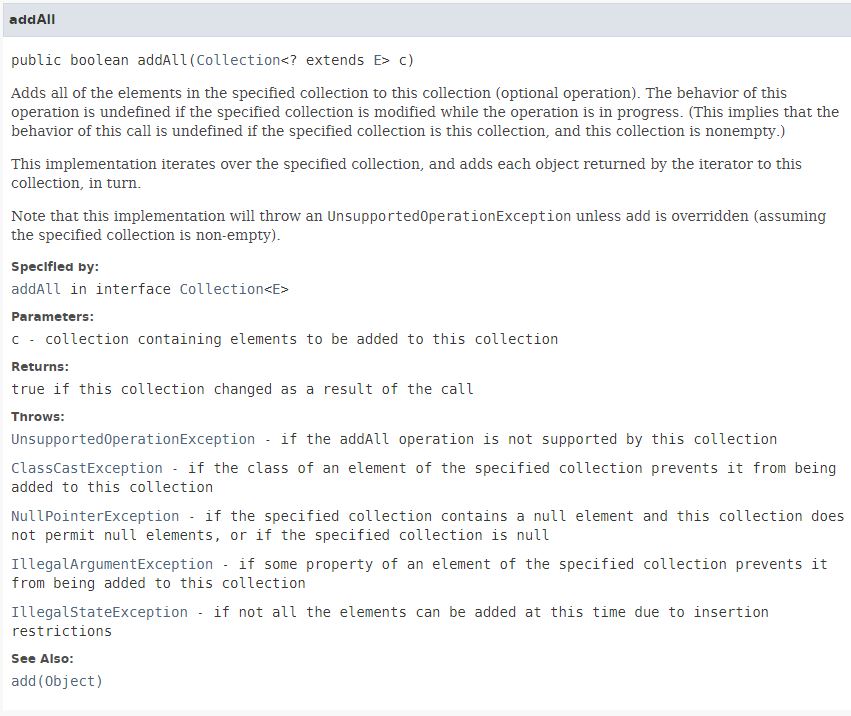 addAll
public boolean addAll(Collection<? extends E> c)
Adds all of the elements in the specified collection to this collection (optional operation). The behavior of this
operation is undefined if the specified collection is modified while the operation is in progress. (This implies that the
behavior of this call is undefined if the specified collection is this collection, and this collection is nonempty.)
This implementation iterates over the specified collection, and adds each object returned by the iterator to this
collection, in turn.
Note that this implementation will throw an UnsupportedOperationException unless add is overridden (assuming
the specified collection is non-empty).
Specified by:
addAll in interface Collection<E>
Parameters:
c - collection containing elements to be added to this collection
Returns:
true if this collection changed as a result of the call
Throws:
UnsupportedOperationException - if the addAll operation is not supported by this collection
ClassCastException - if the class of an element of the specified collection prevents it from being
added to this collection
NullPointerException - if the specified collection contains a null element and this collection does
not permit null elements, or if the specified collection is null
IllegalArgumentException - if some property of an element of the specified collection prevents it
from being added to this collection
IllegalStateException - if not all the elements can be added at this time due to insertion
restrictions
See Also:
add(Object)